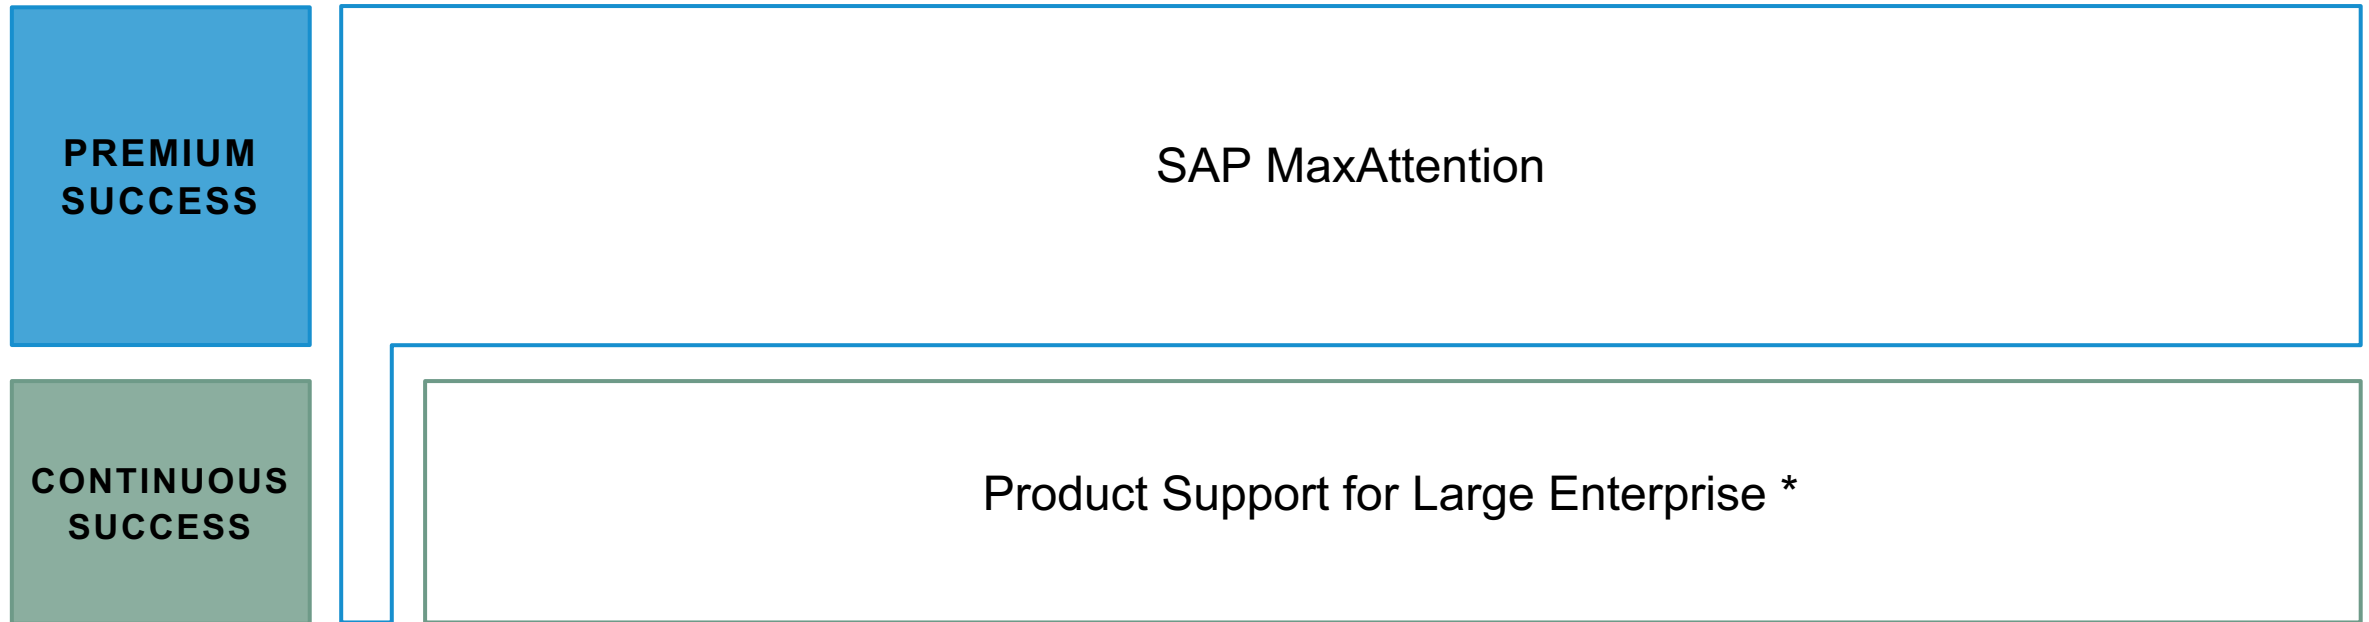 PREMIUM
SUCCESS
SAP MaxAttention
CONTINUOUS
SUCCESS
Product Support for Large Enterprise *